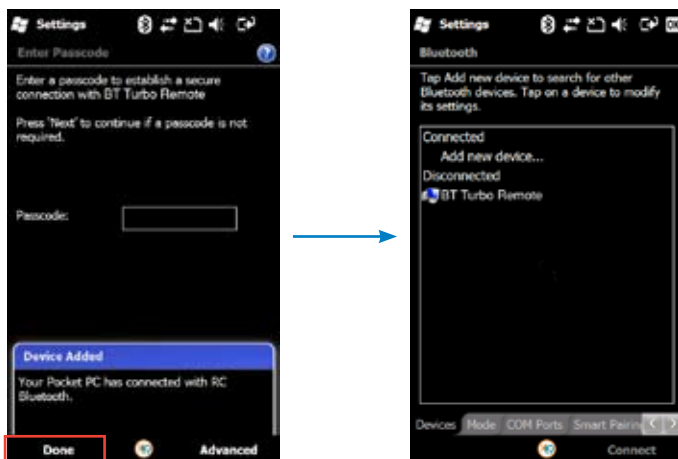 Settings
Enter Passcode
Enter a passcode to establish a secure
connection with BT Turbo Remote
Press 'Next' to continue if a passcode is not
required.
Passcode:
Device Added
Your Pocket PC has connected with RC
Bluetooth.
Done
Advanced
Settings
OK
Bluetooth
Tap Add new device to search for other
Bluetooth devices. Tap on a device to modify
its settings.
Connected
Add new device...
Disconnected
BT Turbo Remote
Devices Mode COM Ports Smart Pairin
Connect